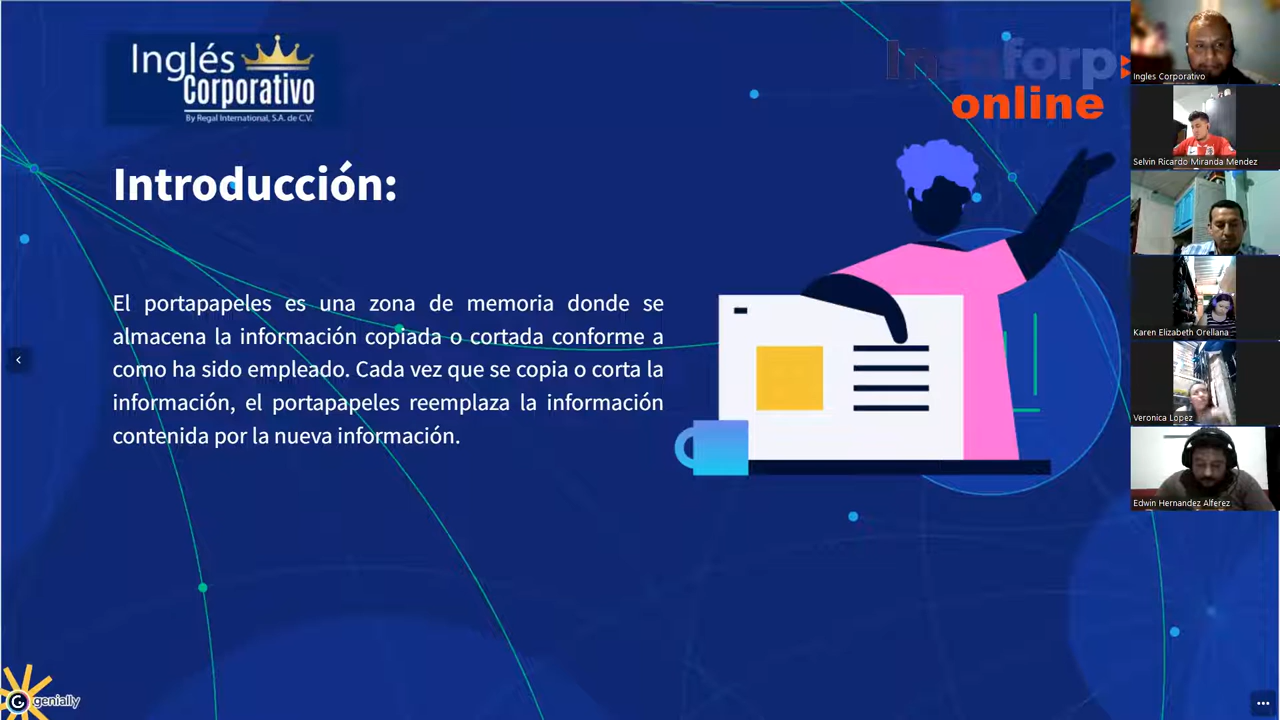 Inglés
Corporativo
By Regal International, S.A. de C.V.
Insaforp
online
Introducción:
El portapapeles es una zona de memoria donde se
almacena la información copiada o cortada conforme a
como ha sido empleado. Cada vez que se copia o corta la
información, el portapapeles reemplaza la información
contenida por la nueva información.
genially
Ingles Corporativo
Selvin Ricardo Miranda Mendez
Karen Elizabeth Orellana
Veronica Lopez
Edwin Hernandez Alferez